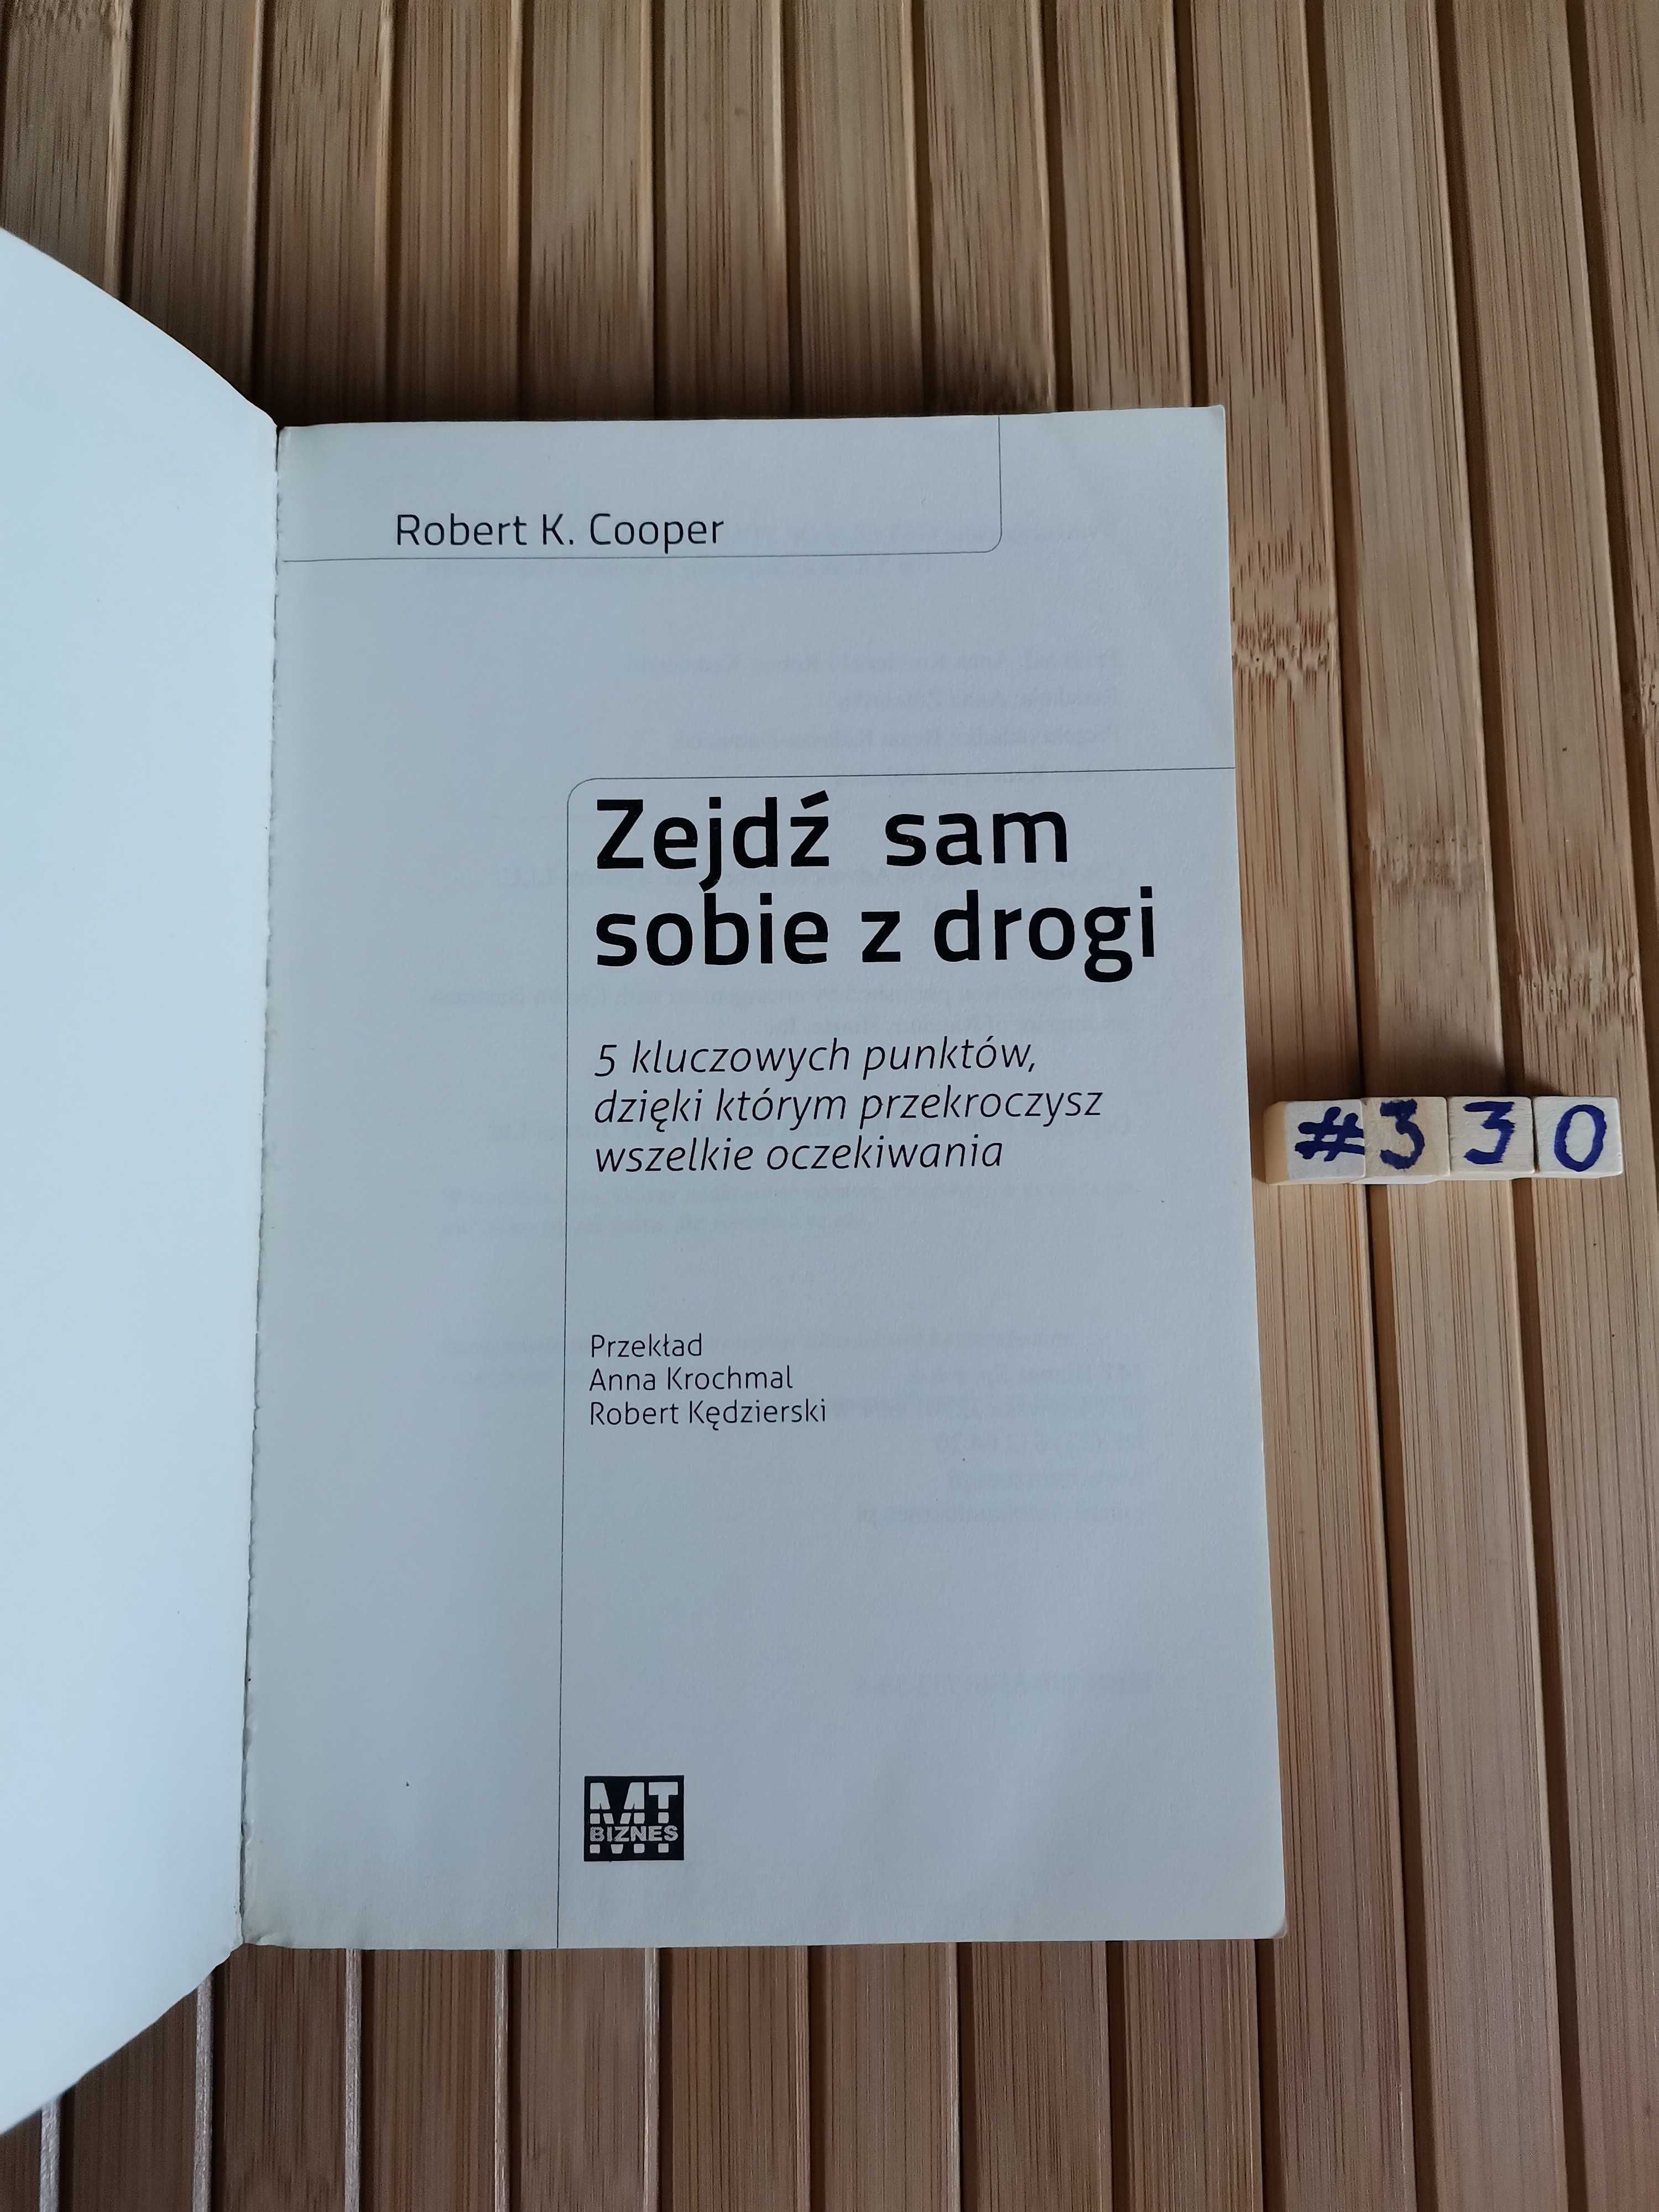 Robert K. Cooper
Zejdź sam
sobie z drogi
5 kluczowych punktów,
dzięki którym przekroczysz
wszelkie oczekiwania
#330
Przekład
Anna Krochmal
Robert Kędzierski
MT
BIZNES